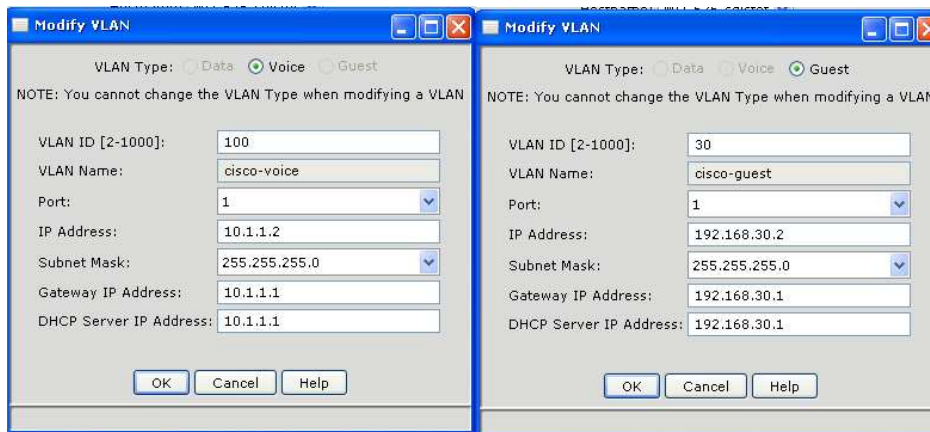 Modify VLAN
VLAN Type: Data Voice Guest
NOTE: You cannot change the VLAN Type when modifying a VLAN
VLAN ID [2-1000]: 100
VLAN Name: cisco-voice
Port: 1
IP Address: 10.1.1.2
Subnet Mask: 255.255.255.0
Gateway IP Address: 10.1.1.1
DHCP Server IP Address: 10.1.1.1
OK Cancel Help
Modify VLAN
VLAN Type: Data Voice Guest
NOTE: You cannot change the VLAN Type when modifying a VLAN
VLAN ID [2-1000]: 30
VLAN Name: cisco-guest
Port: 1
IP Address: 192.168.30.2
Subnet Mask: 255.255.255.0
Gateway IP Address: 192.168.30.1
DHCP Server IP Address: 192.168.30.1
OK Cancel Help